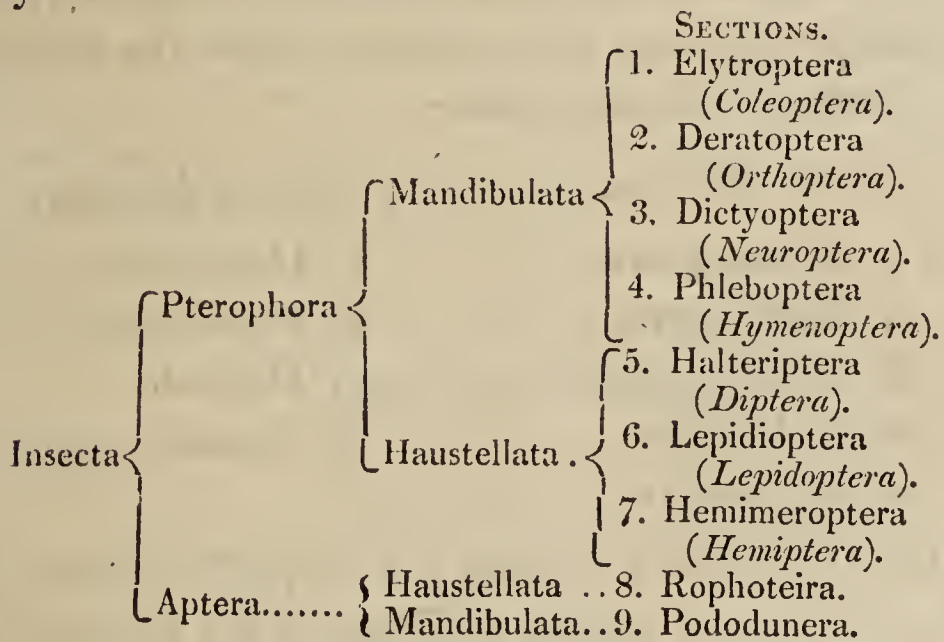 SECTIONS.
1. Elytroptera
(Coleoptera).
2. Deratoptera
(Orthoptera).
Mandibulata
3. Dictyoptera
(Neuroptera).
4. Phleboptera
(Hymenoptera).
Pterophora
5. Halteriptera
(Diptera).
Insecta
Haustellata .
6. Lepidioptera
(Lepidoptera).
7. Hemimeroptera
(Hemiptera).
Aptera.......
Haustellata ..8. Rophoteira.
Mandibulata..9. Pododunera.